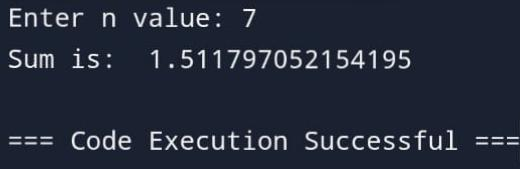 Enter n value: 7
Sum is:  1.511797052154195
=== Code Execution Successful ===